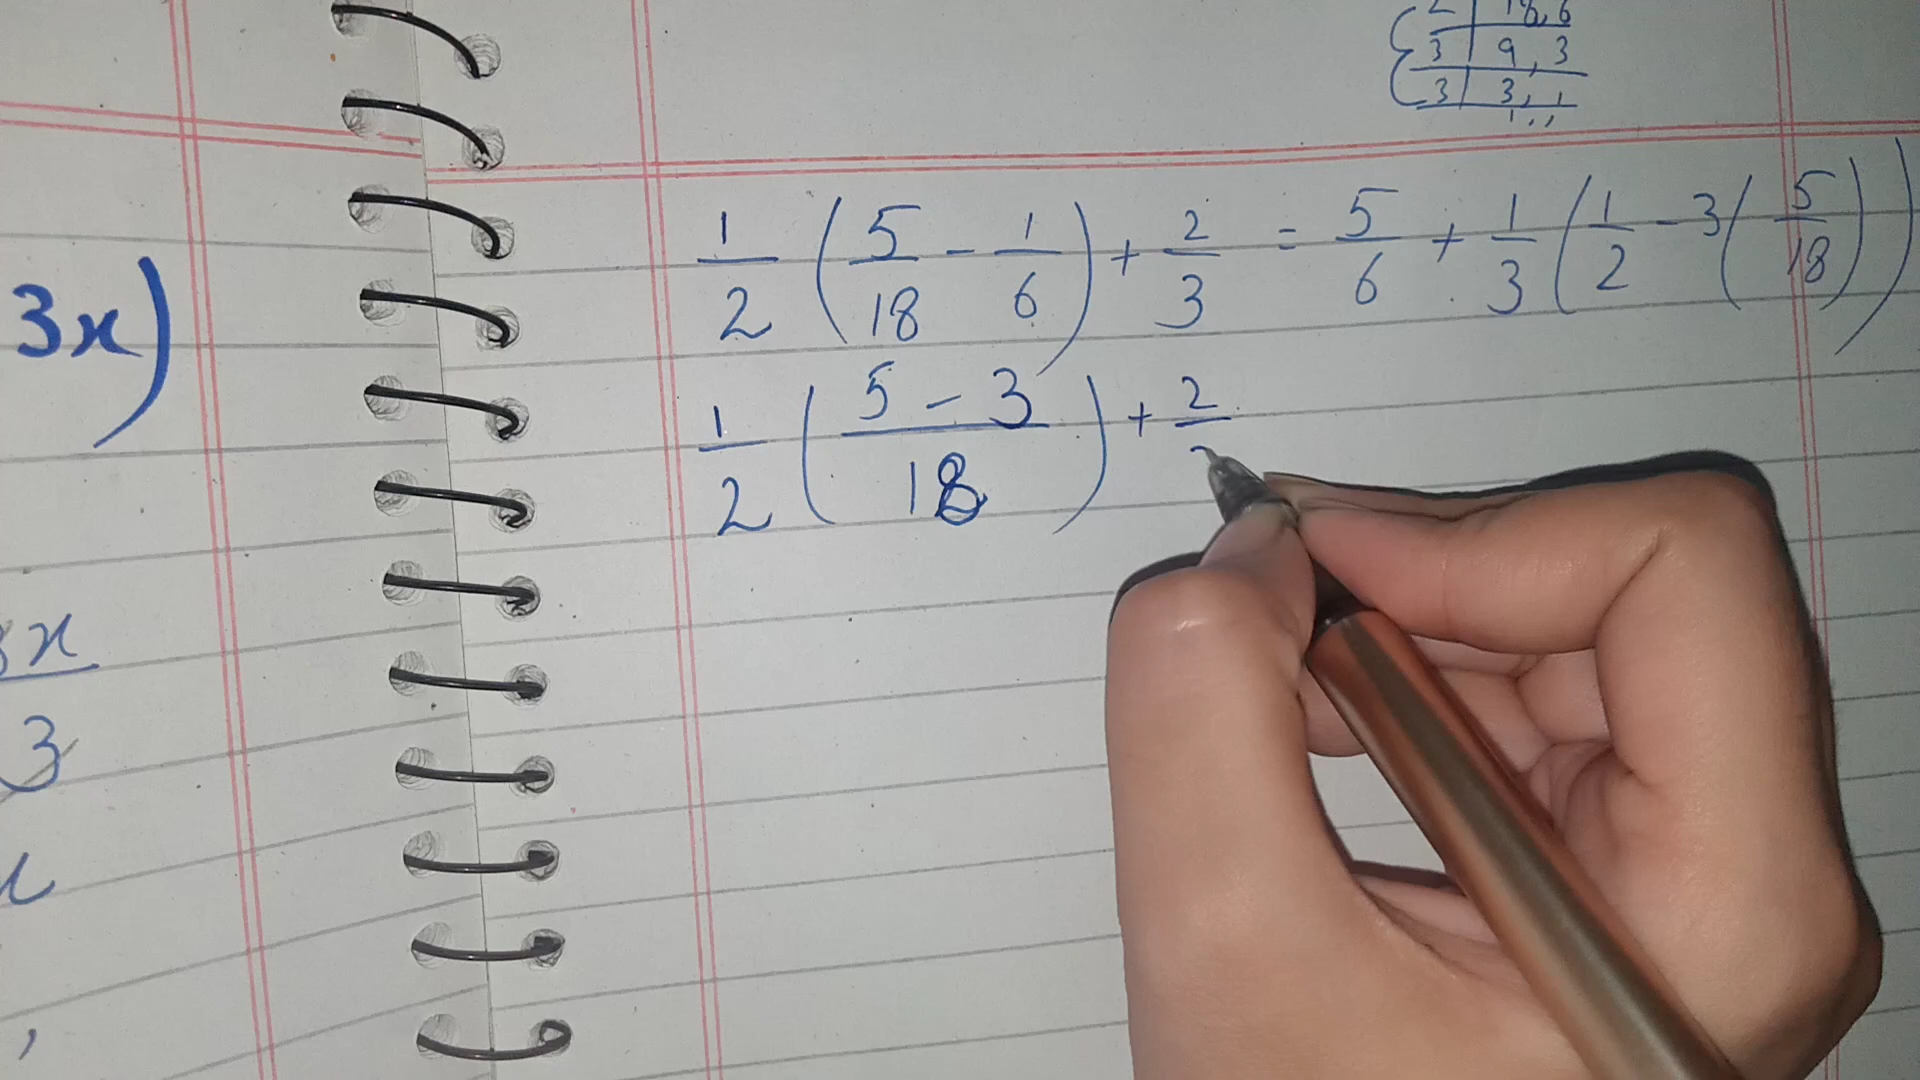 2 | 18, 6
3 | 9, 3
3 | 3, 1
1, 1
1/2 (5/18 - 1/6) + 2/3 = 5/6 + 1/3 (1/2 - 3(5/18))
1/2 (5 - 3/18) + 2/
3x)
x
3
x
,